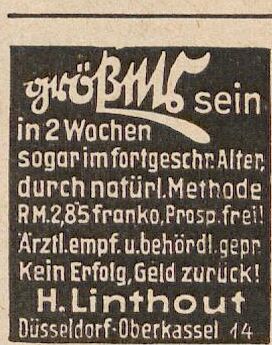 größer sein
in 2 Wochen
sogar im fortgeschr. Alter,
durch natürl. Methode
RM. 2,85 franko, Prosp. frei!
Ärztl. empf. u. behördl. gepr.
Kein Erfolg, Geld zurück!
H. Linthout
Düsseldorf-Oberkassel 14